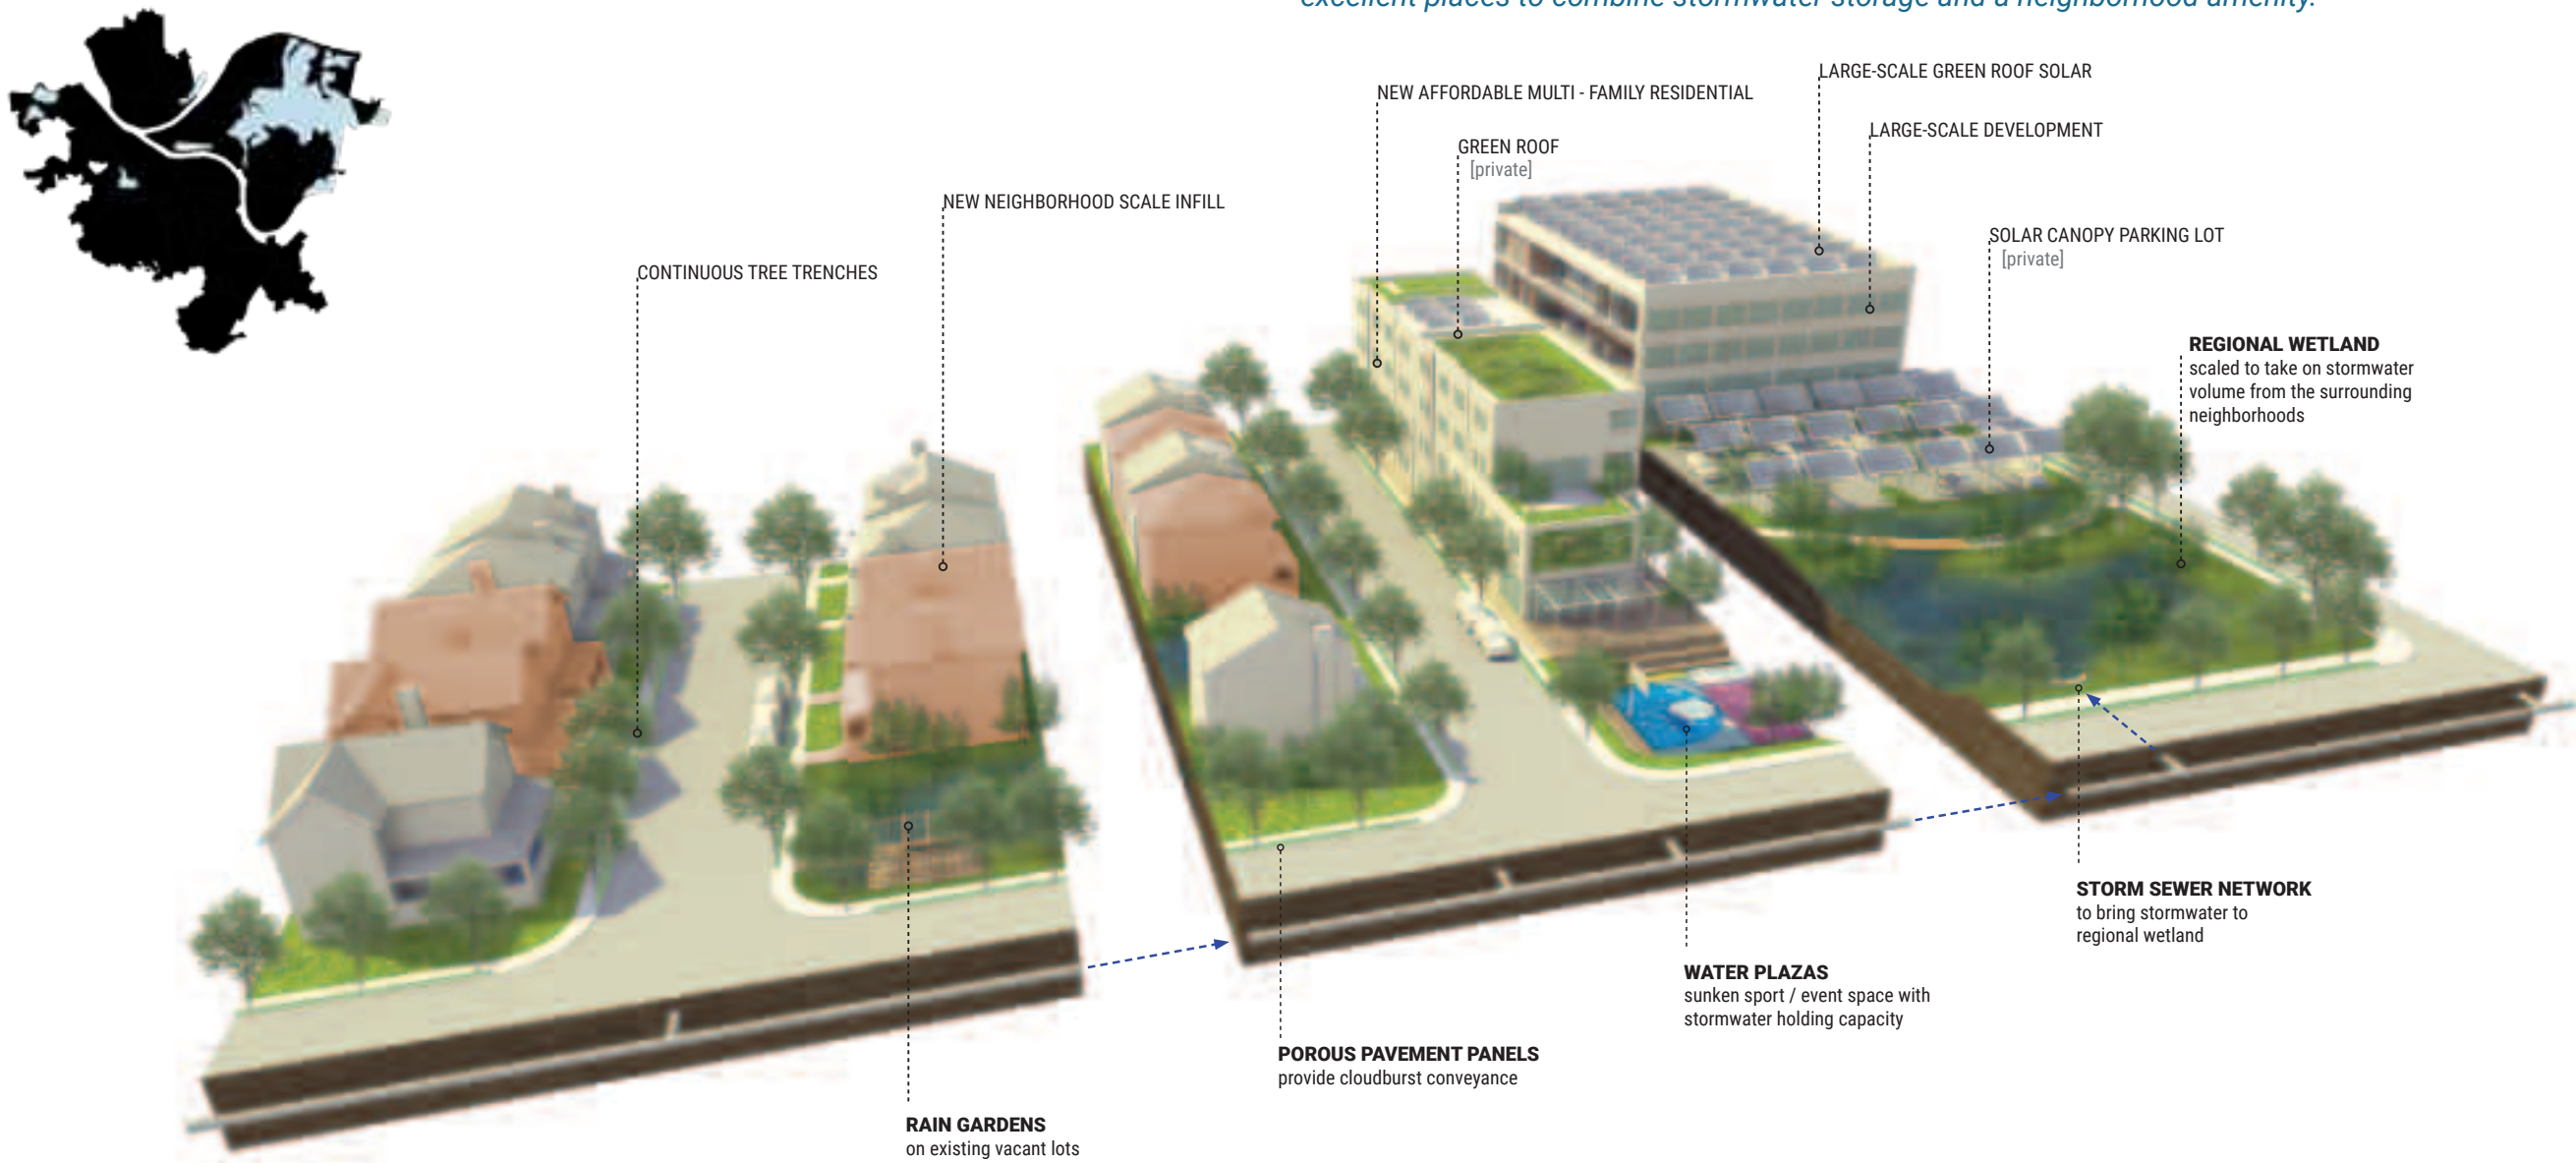 excellent places to combine stormwater storage and a neighborhood amenity.
LARGE-SCALE GREEN ROOF SOLAR
NEW AFFORDABLE MULTI - FAMILY RESIDENTIAL
LARGE-SCALE DEVELOPMENT
GREEN ROOF
[private]
NEW NEIGHBORHOOD SCALE INFILL
SOLAR CANOPY PARKING LOT
[private]
CONTINUOUS TREE TRENCHES
REGIONAL WETLAND
scaled to take on stormwater
volume from the surrounding
neighborhoods
STORM SEWER NETWORK
to bring stormwater to
regional wetland
WATER PLAZAS
sunken sport / event space with
stormwater holding capacity
POROUS PAVEMENT PANELS
provide cloudburst conveyance
RAIN GARDENS
on existing vacant lots